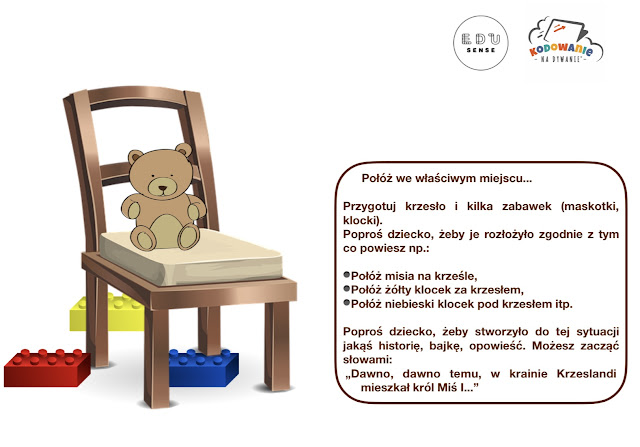 EDU
SENSE
KODOWANIE
- NA DYWANIE -
Połóż we właściwym miejscu...
Przygotuj krzesło i kilka zabawek (maskotki,
klocki).
Poproś dziecko, żeby je rozłożyło zgodnie z tym
co powiesz np.:
Połóż misia na krześle,
Połóż żółty klocek za krzesłem,
Połóż niebieski klocek pod krzesłem itp.
Poproś dziecko, żeby stworzyło do tej sytuacji
jakąś historię, bajkę, opowieść. Możesz zacząć
słowami:
„Dawno, dawno temu, w krainie Krzeslandi
mieszkał król Miś I...”